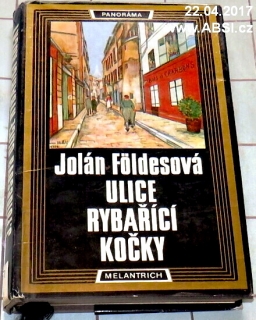 22.04.2017
www.ABSi.cz
PANORÁMA
Jolán Földesová
ULICE
RYBAŘÍCÍ
KOČKY
MELANTRICH